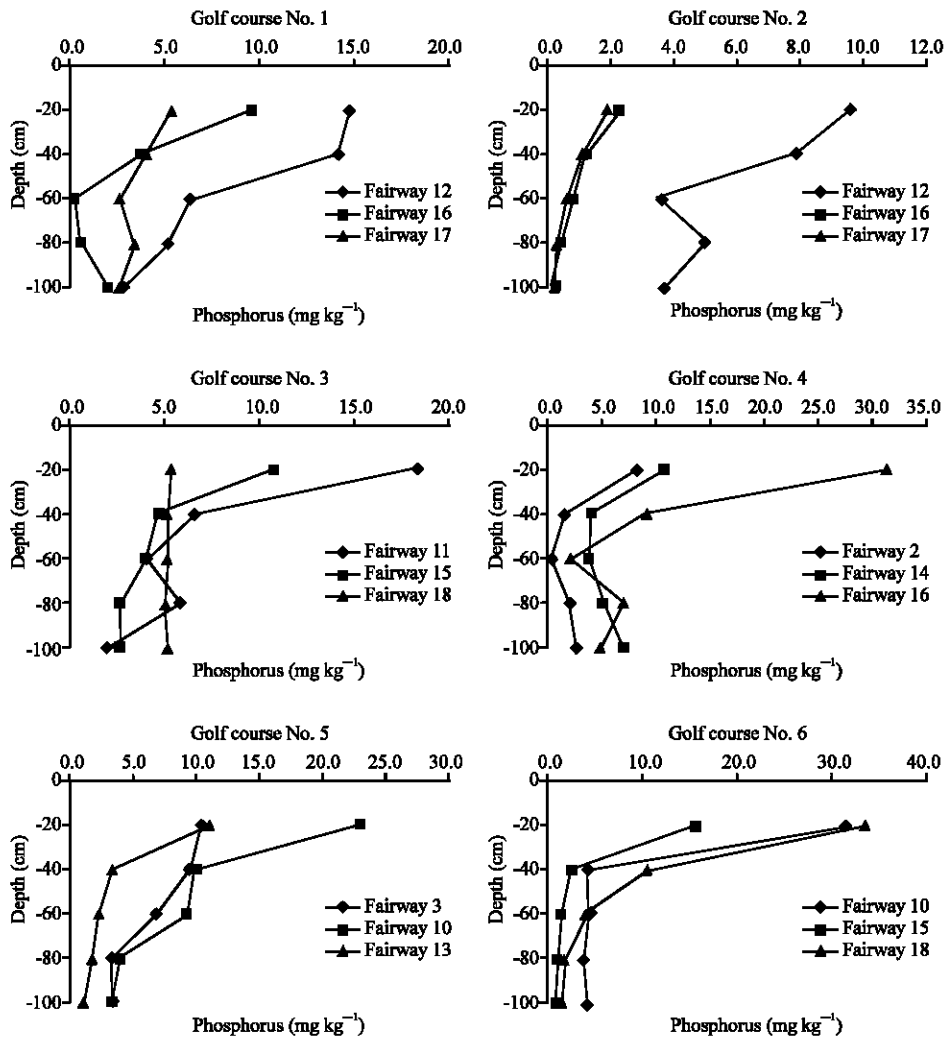 Golf course No. 1
0.0 5.0 10.0 15.0 20.0
0
-20
-40
-60
-80
-100
Depth (cm)
Fairway 12
Fairway 16
Fairway 17
Phosphorus (mg kg⁻¹)
Golf course No. 2
0.0 2.0 4.0 6.0 8.0 10.0 12.0
0
-20
-40
-60
-80
-100
Depth (cm)
Fairway 12
Fairway 16
Fairway 17
Phosphorus (mg kg⁻¹)
Golf course No. 3
0.0 5.0 10.0 15.0 20.0
0
-20
-40
-60
-80
-100
Depth (cm)
Fairway 11
Fairway 15
Fairway 18
Phosphorus (mg kg⁻¹)
Golf course No. 4
0.0 5.0 10.0 15.0 20.0 25.0 30.0 35.0
0
-20
-40
-60
-80
-100
Depth (cm)
Fairway 2
Fairway 14
Fairway 16
Phosphorus (mg kg⁻¹)
Golf course No. 5
0.0 5.0 10.0 15.0 20.0 25.0 30.0
0
-20
-40
-60
-80
-100
Depth (cm)
Fairway 3
Fairway 10
Fairway 13
Phosphorus (mg kg⁻¹)
Golf course No. 6
0.0 10.0 20.0 30.0 40.0
0
-20
-40
-60
-80
-100
Depth (cm)
Fairway 10
Fairway 15
Fairway 18
Phosphorus (mg kg⁻¹)